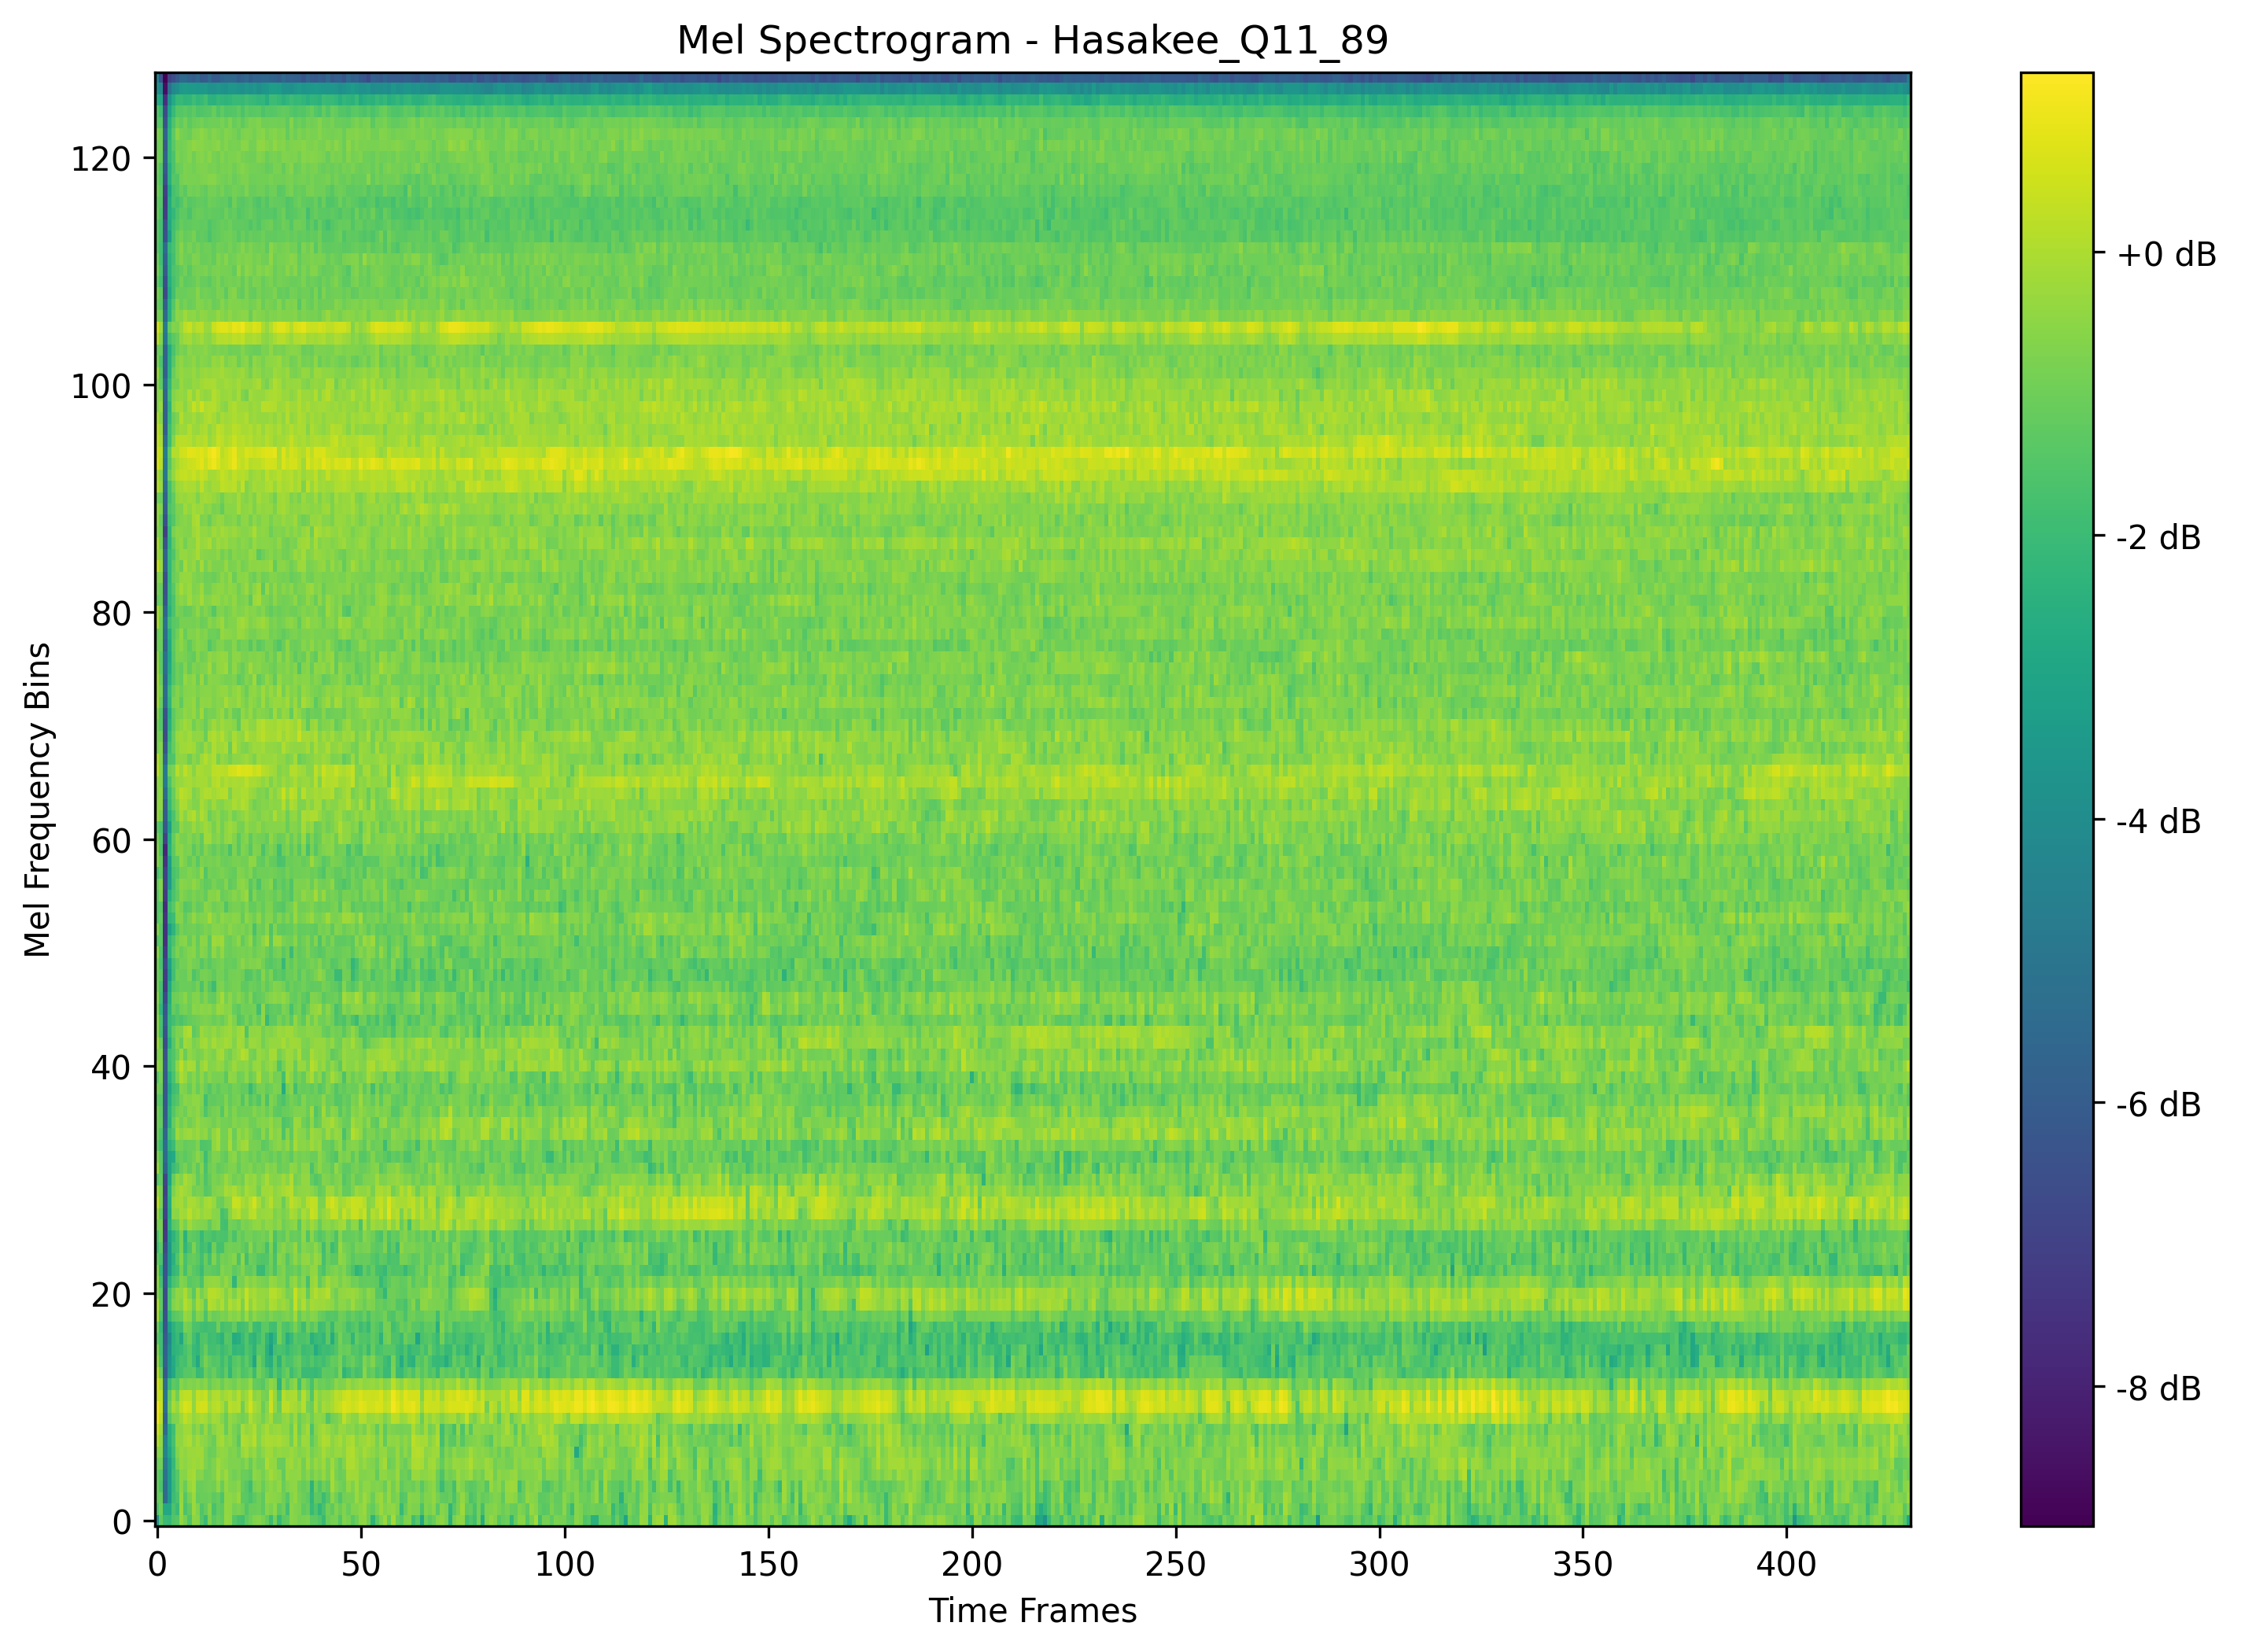 Mel Spectrogram - Hasakee_Q11_89
Mel Frequency Bins
120
100
80
60
40
20
0
0 50 100 150 200 250 300 350 400
Time Frames
+0 dB
-2 dB
-4 dB
-6 dB
-8 dB